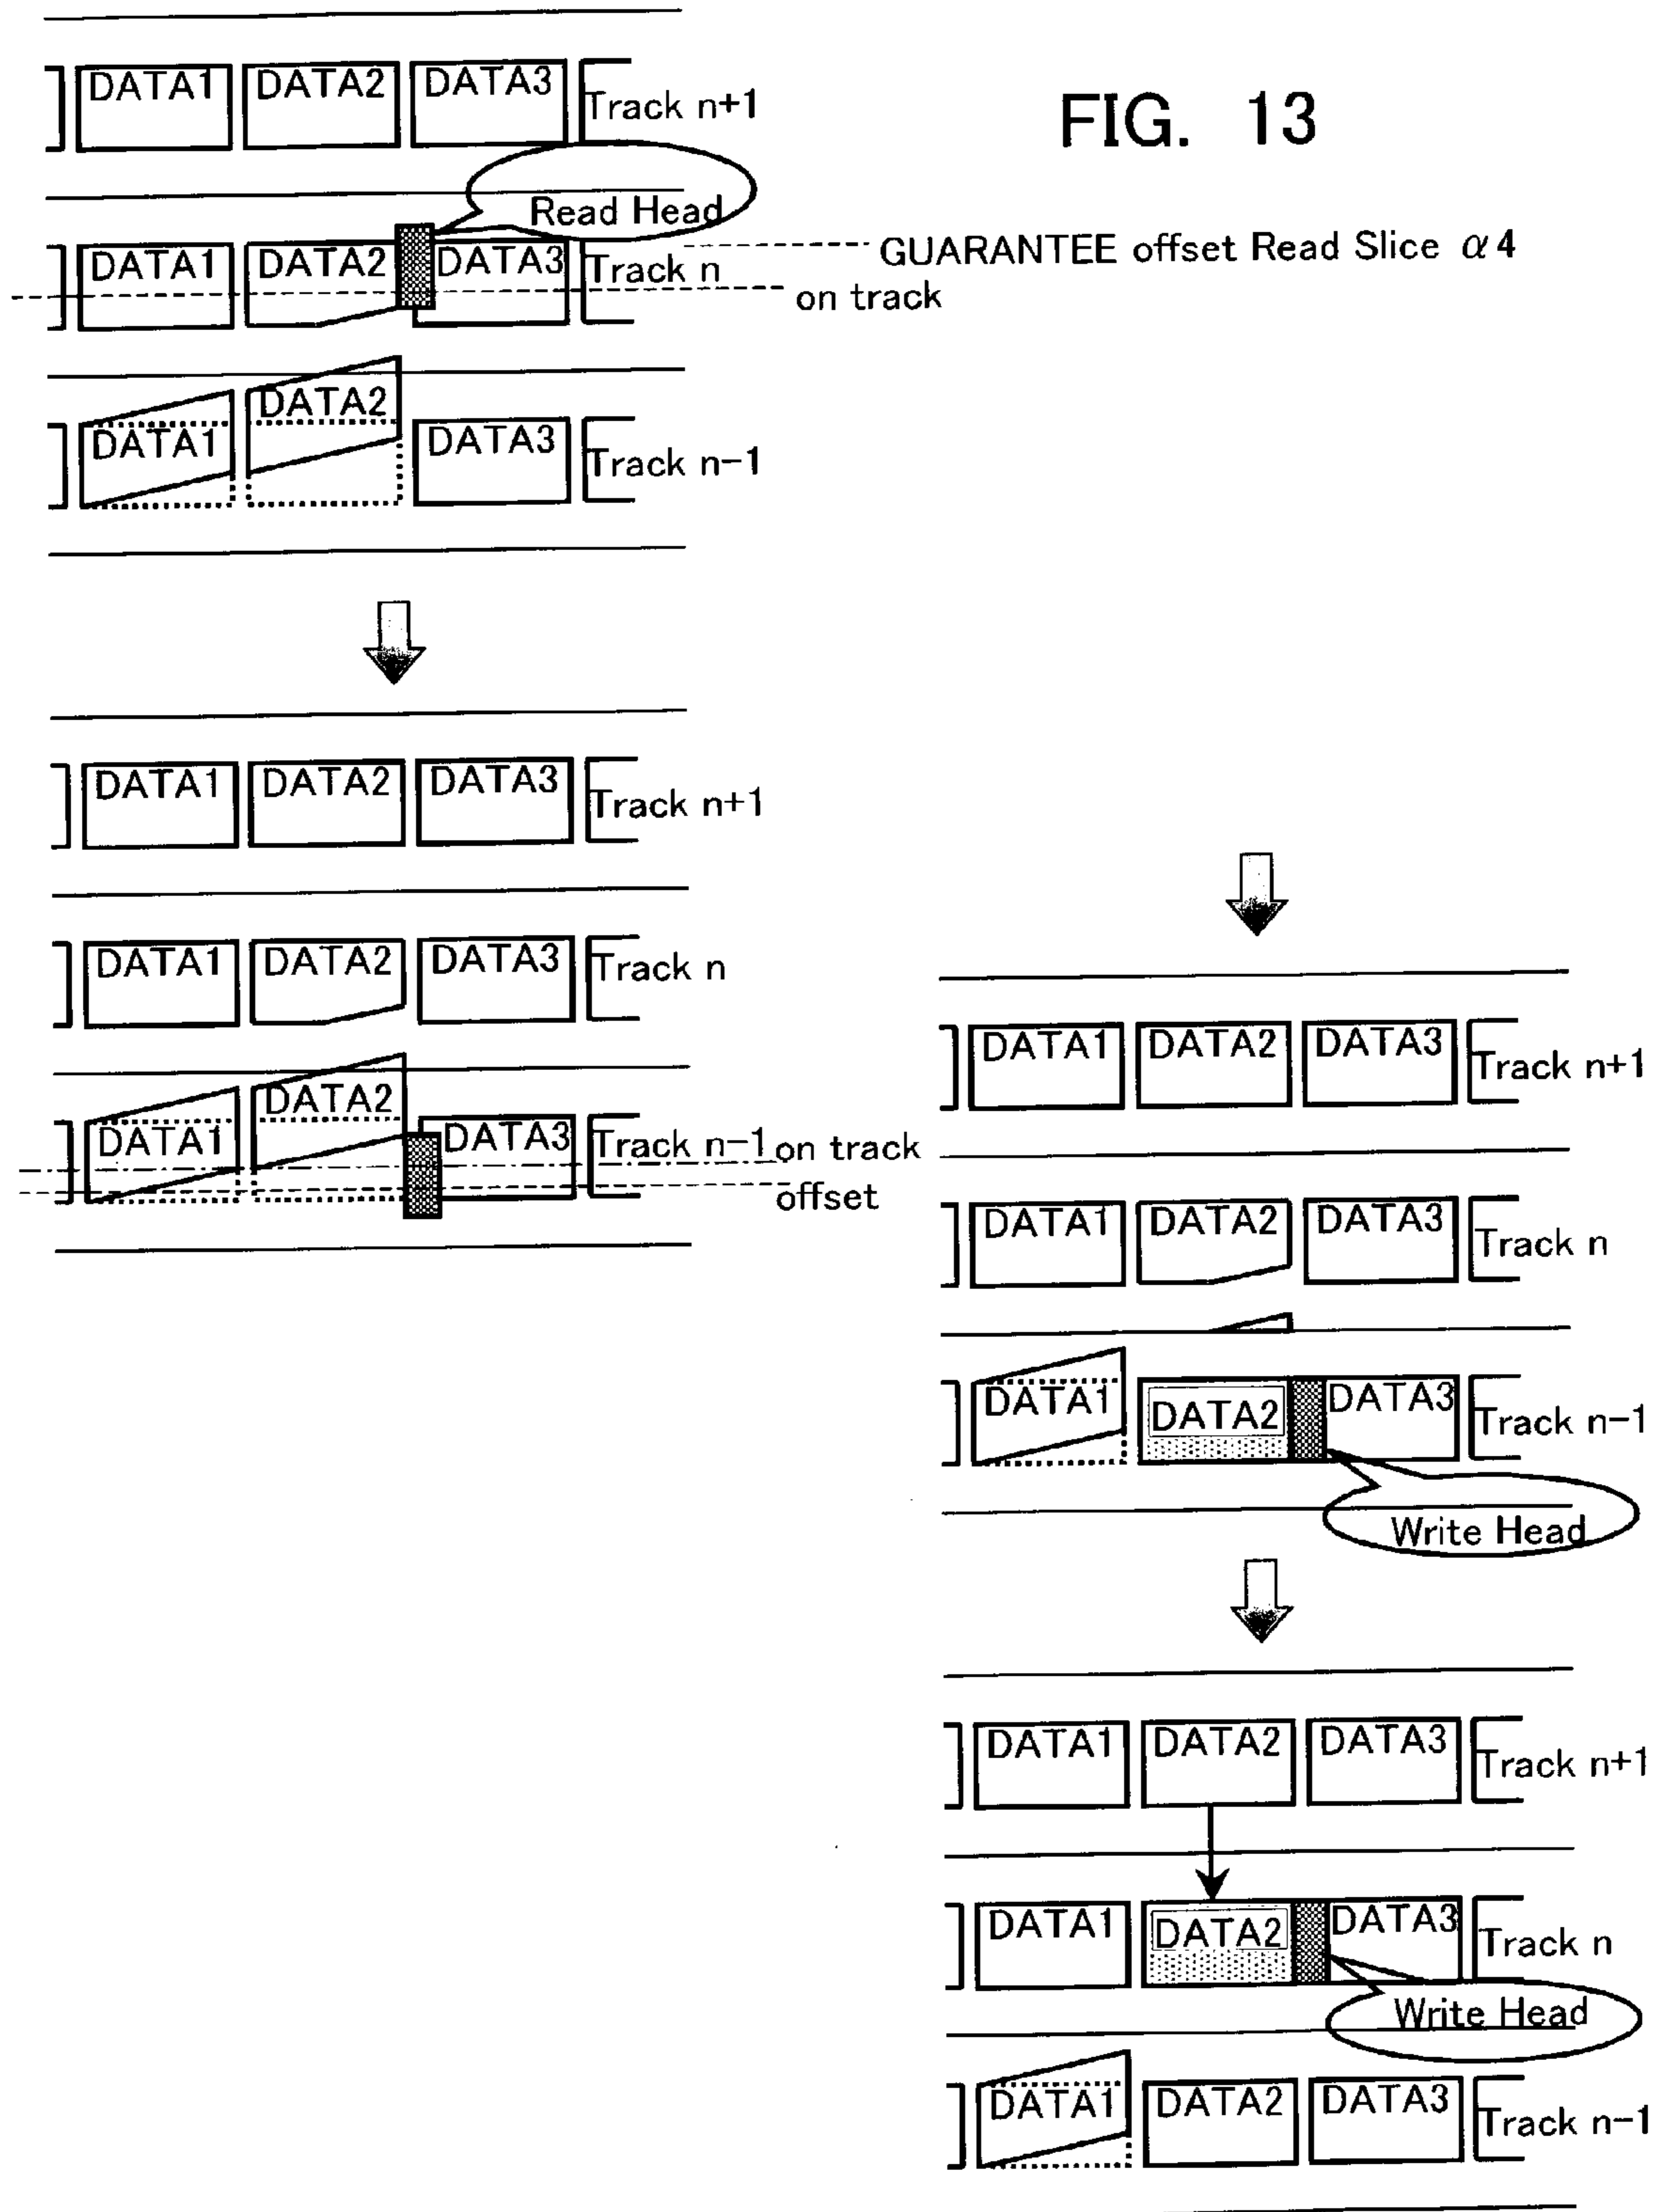 FIG. 13
DATA1 DATA2 DATA3 Track n+1
Read Head
GUARANTEE offset Read Slice α4
DATA1 DATA2 DATA3 Track n
on track
DATA2
DATA1 DATA3 Track n-1
DATA1 DATA2 DATA3 Track n+1
DATA1 DATA2 DATA3 Track n
DATA2
DATA1 DATA3 Track n-1 on track
offset
DATA1 DATA2 DATA3 Track n+1
DATA1 DATA2 DATA3 Track n
DATA1 DATA2 DATA3 Track n-1
Write Head
DATA1 DATA2 DATA3 Track n+1
DATA1 DATA2 DATA3 Track n
Write Head
DATA1 DATA2 DATA3 Track n-1